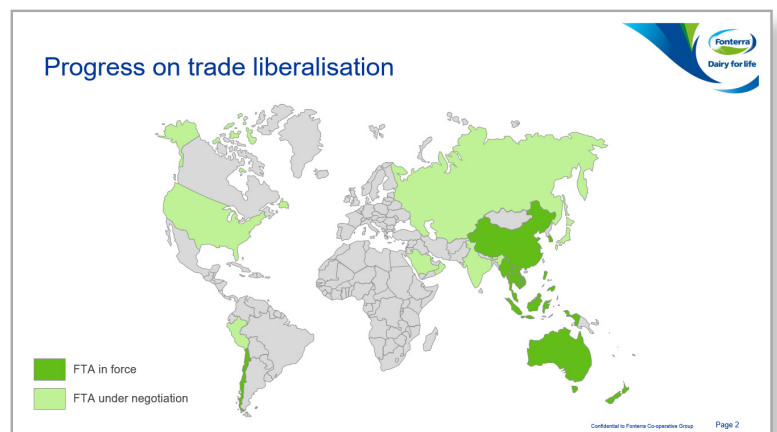 Fonterra
Dairy for life
Progress on trade liberalisation
FTA in force
FTA under negotiation
Confidential to Fonterra Co-operative Group Page 2